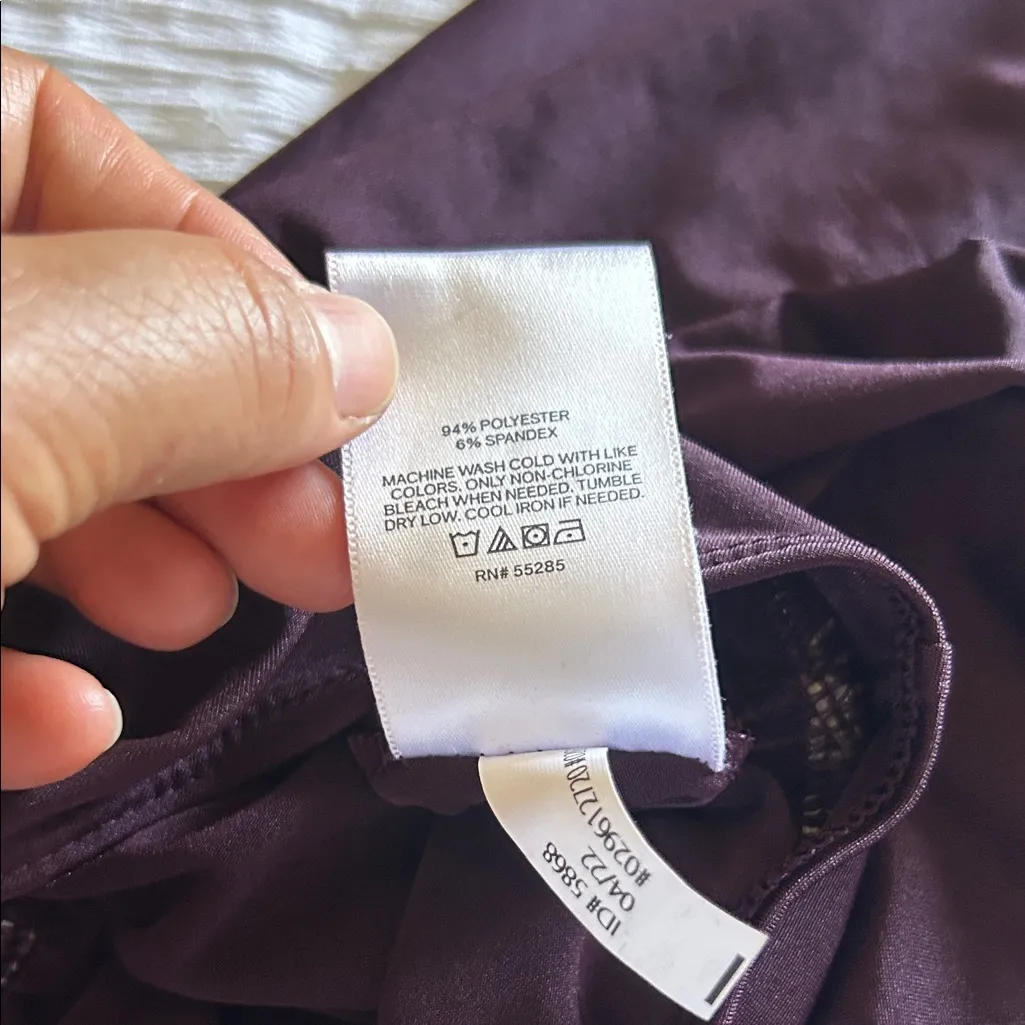 94% POLYESTER
6% SPANDEX
MACHINE WASH COLD WITH LIKE
COLORS. ONLY NON-CHLORINE
BLEACH WHEN NEEDED. TUMBLE
DRY LOW. COOL IRON IF NEEDED.
RN# 55285
ID# 5868
04/22
#0296612720